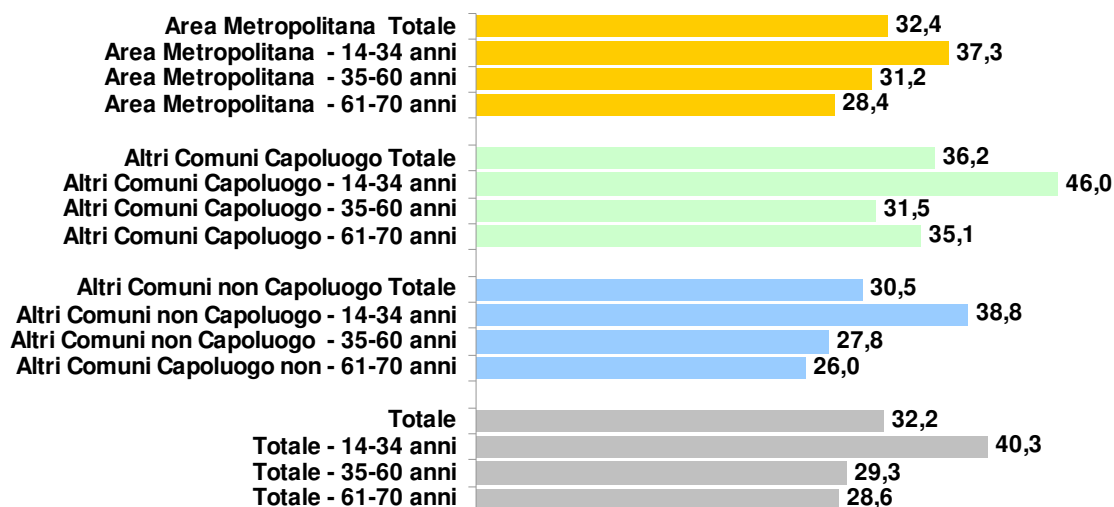 Area Metropolitana Totale 32,4
Area Metropolitana - 14-34 anni 37,3
Area Metropolitana - 35-60 anni 31,2
Area Metropolitana - 61-70 anni 28,4
Altri Comuni Capoluogo Totale 36,2
Altri Comuni Capoluogo - 14-34 anni 46,0
Altri Comuni Capoluogo - 35-60 anni 31,5
Altri Comuni Capoluogo - 61-70 anni 35,1
Altri Comuni non Capoluogo Totale 30,5
Altri Comuni non Capoluogo - 14-34 anni 38,8
Altri Comuni non Capoluogo - 35-60 anni 27,8
Altri Comuni Capoluogo non - 61-70 anni 26,0
Totale 32,2
Totale - 14-34 anni 40,3
Totale - 35-60 anni 29,3
Totale - 61-70 anni 28,6